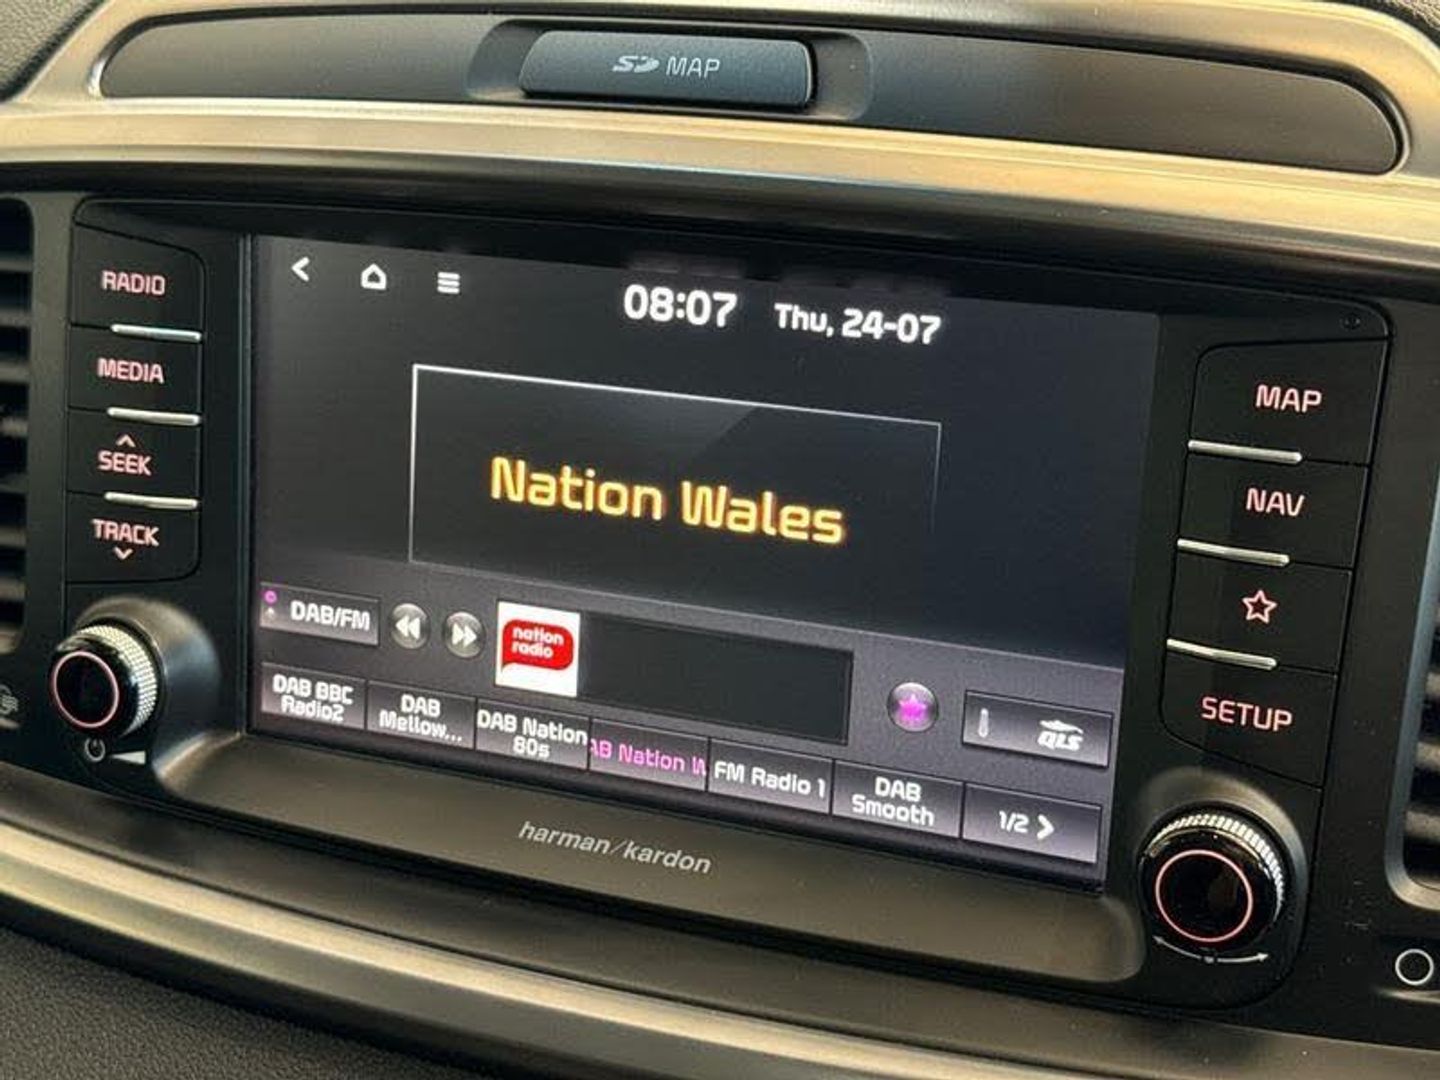 SD MAP
RADIO
MEDIA
SEEK
TRACK
08:07 Thu, 24-07
Nation Wales
DAB/FM
nation
radio
QLS
DAB BBC
Radio2
DAB
Mellow...
DAB Nation
80s
AB Nation W
FM Radio 1
DAB
Smooth
1/2
harman/kardon
MAP
NAV
SETUP